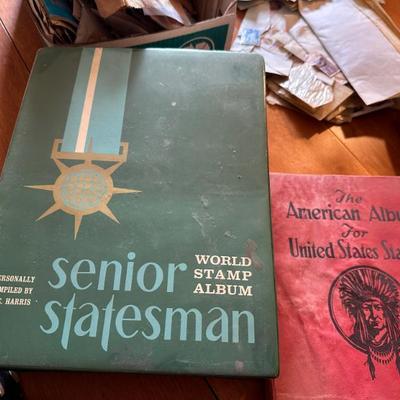 senior
statesman
WORLD
STAMP
ALBUM
ERSONALLY
OMPILED BY
. HARRIS
The
American Albu
For
United States Sta